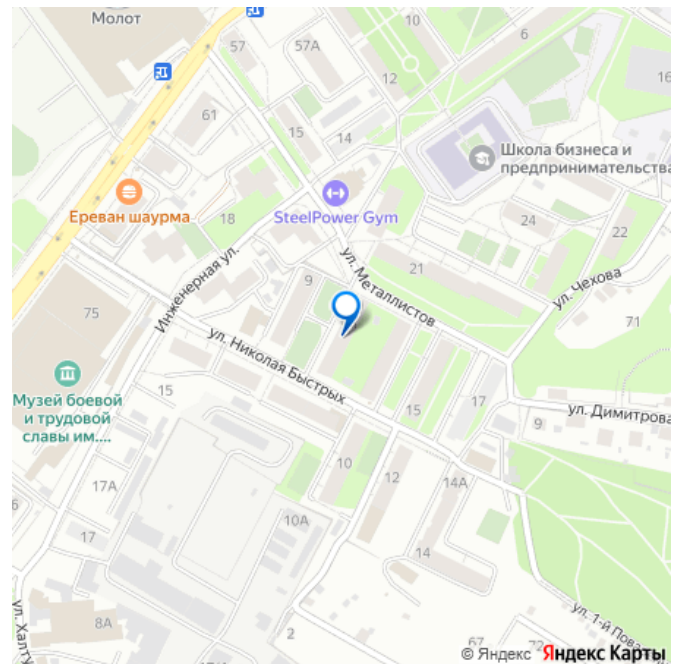 Молот
57
57А
10
6
12
16
61
15
14
Школа бизнеса и
предпринимательства
Ереван шаурма
18
SteelPower Gym
24
22
ул. Металлистов
21
ул. Чехова
Инженерная ул.
9
75
71
ул. Николая Быстрых
Музей боевой
и трудовой
славы им....
15
15
17
ул. Димитрова
9
17А
10
12
14А
10А
17
14
ул. 1-й Пова
2
8А
67
72
© Яндекс Яндекс Карты